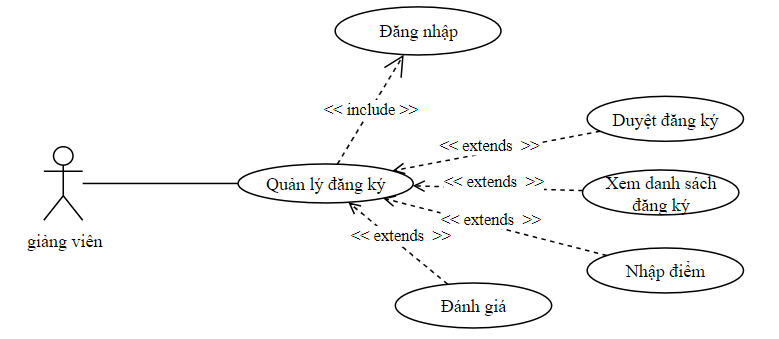 Đăng nhập
<< include >>
Duyệt đăng ký
<< extends >>
Quản lý đăng ký
<< extends >>
Xem danh sách
đăng ký
<< extends >>
<< extends >>
giảng viên
Nhập điểm
Đánh giá